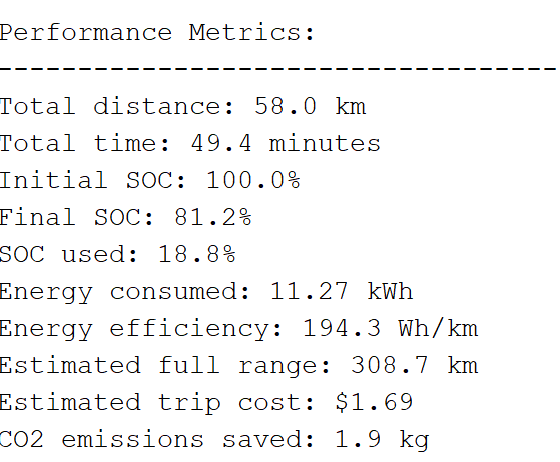 Performance Metrics:
-----------------------------------
Total distance: 58.0 km
Total time: 49.4 minutes
Initial SOC: 100.0%
Final SOC: 81.2%
SOC used: 18.8%
Energy consumed: 11.27 kWh
Energy efficiency: 194.3 Wh/km
Estimated full range: 308.7 km
Estimated trip cost: $1.69
CO2 emissions saved: 1.9 kg